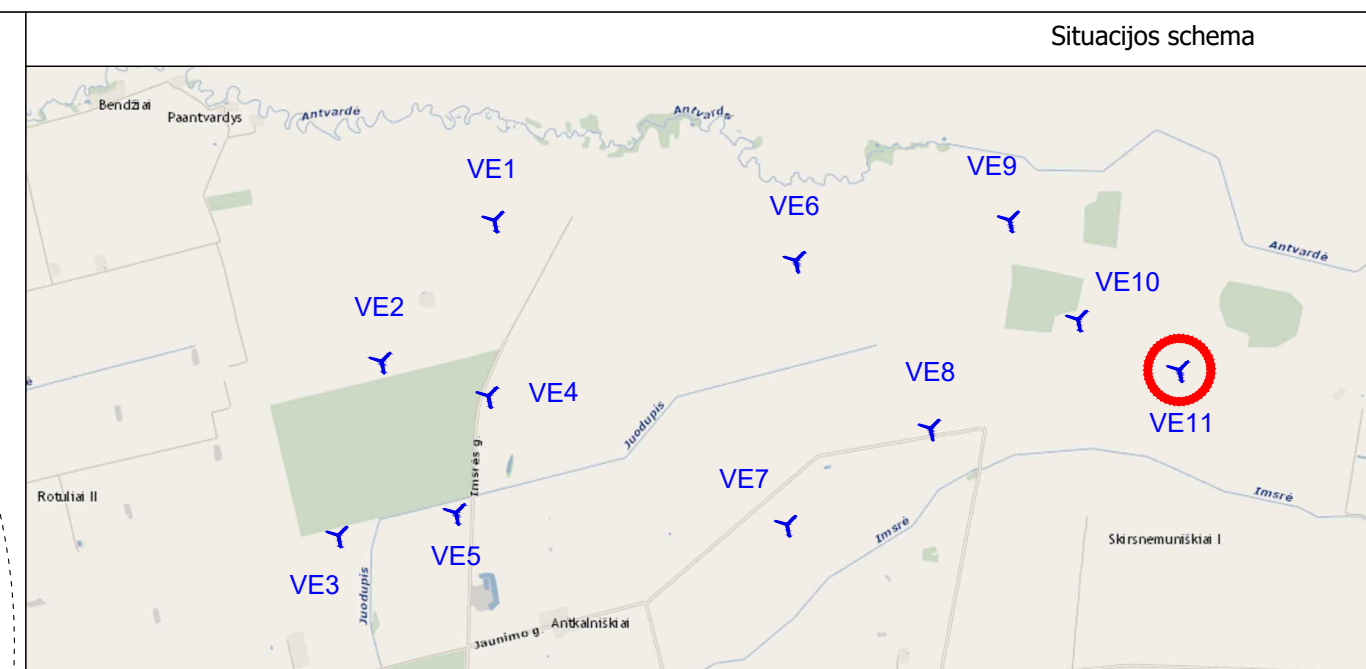 Situacijos schema
Bendžiai
Paantvardys
Antvardė
Antvardė
VE1
VE9
VE6
Antvardė
VE10
VE2
VE8
VE4
VE11
Juodupis
Imsrės g.
VE7
Rotuliai II
Imsrė
Imsrė
Skirsnemuniškiai I
VE5
VE3
Juodupis
Antkalniškiai
Jaunimo g.